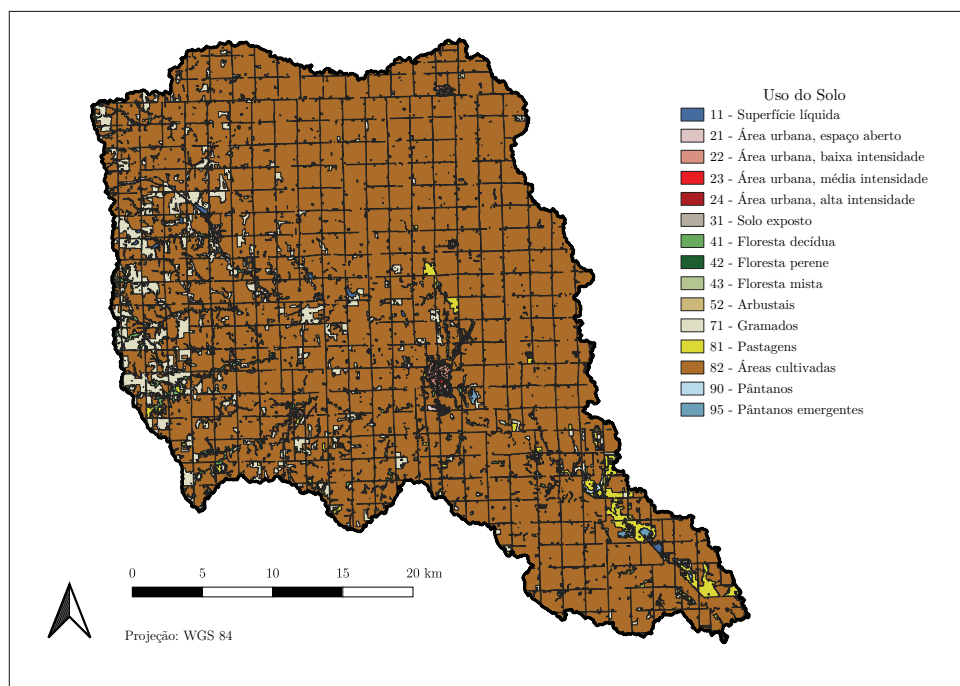 Uso do Solo
11 - Superfície líquida
21 - Área urbana, espaço aberto
22 - Área urbana, baixa intensidade
23 - Área urbana, média intensidade
24 - Área urbana, alta intensidade
31 - Solo exposto
41 - Floresta decídua
42 - Floresta perene
43 - Floresta mista
52 - Arbustais
71 - Gramados
81 - Pastagens
82 - Áreas cultivadas
90 - Pântanos
95 - Pântanos emergentes
0 5 10 15 20 km
Projeção: WGS 84